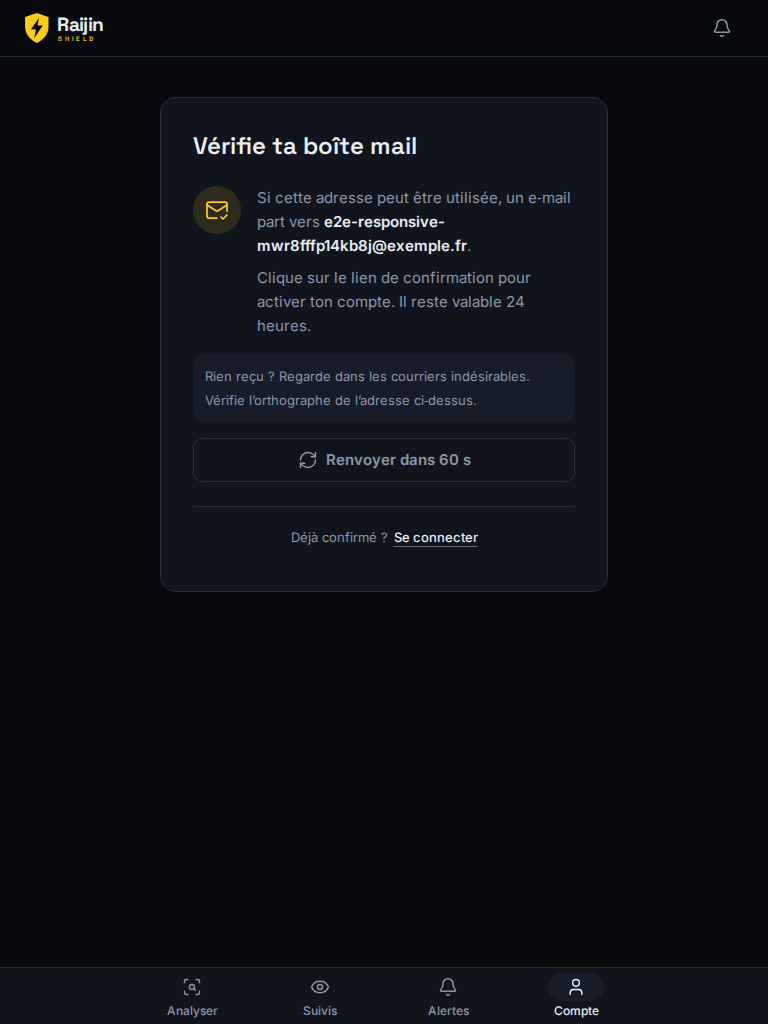 Raijin
SHIELD
Vérifie ta boîte mail
Si cette adresse peut être utilisée, un e-mail
part vers e2e-responsive-
mwr8fffp14kb8j@exemple.fr.
Clique sur le lien de confirmation pour
activer ton compte. Il reste valable 24
heures.
Rien reçu ? Regarde dans les courriers indésirables.
Vérifie l’orthographe de l’adresse ci-dessus.
Renvoyer dans 60 s
Déjà confirmé ? Se connecter
Analyser
Suivis
Alertes
Compte